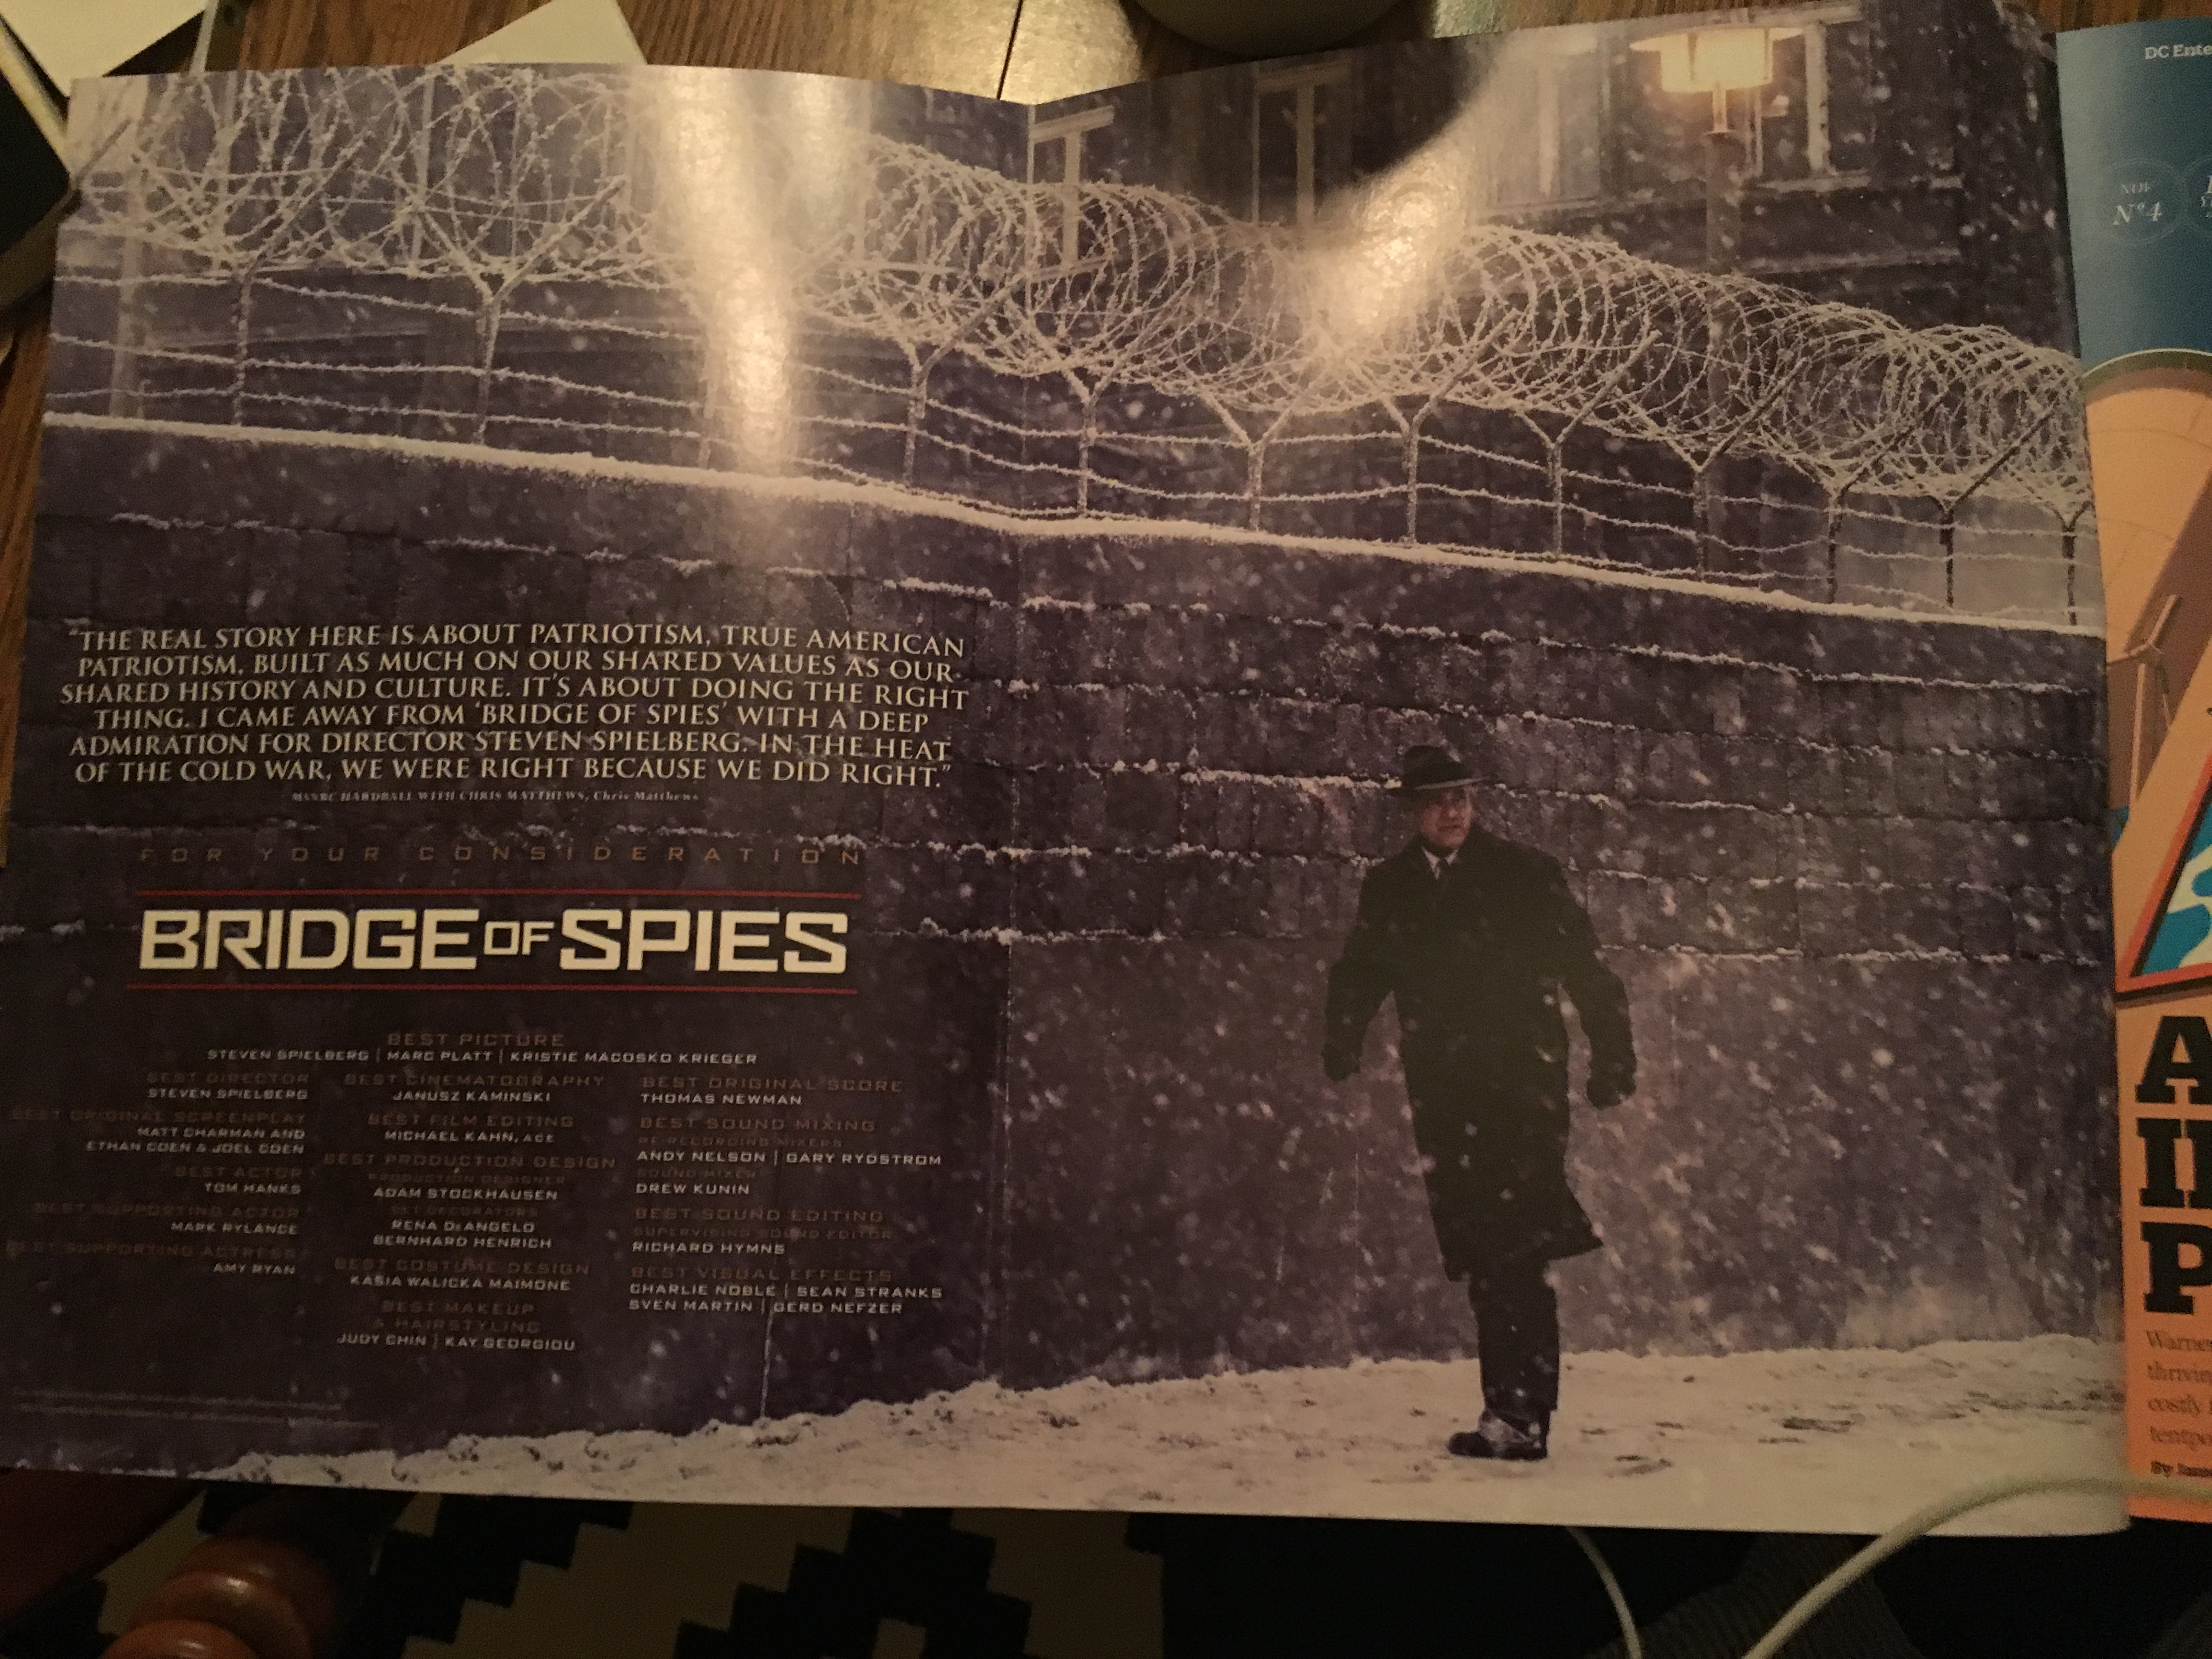 "THE REAL STORY HERE IS ABOUT PATRIOTISM, TRUE AMERICAN
PATRIOTISM, BUILT AS MUCH ON OUR SHARED VALUES AS OUR
SHARED HISTORY AND CULTURE. IT'S ABOUT DOING THE RIGHT
THING. I CAME AWAY FROM 'BRIDGE OF SPIES' WITH A DEEP
ADMIRATION FOR DIRECTOR STEVEN SPIELBERG. IN THE HEAT
OF THE COLD WAR, WE WERE RIGHT BECAUSE WE DID RIGHT."
MSNBC HARDBALL WITH CHRIS MATTHEWS, Chris Matthews
FOR YOUR CONSIDERATION
BRIDGE OF SPIES
BEST PICTURE
STEVEN SPIELBERG | MARC PLATT | KRISTIE MACOSKO KRIEGER
BEST DIRECTOR
STEVEN SPIELBERG
BEST ORIGINAL SCREENPLAY
MATT CHARMAN AND
ETHAN COEN & JOEL COEN
BEST ACTOR
TOM HANKS
BEST SUPPORTING ACTOR
MARK RYLANCE
BEST SUPPORTING ACTRESS
AMY RYAN
BEST CINEMATOGRAPHY
JANUSZ KAMINSKI
BEST FILM EDITING
MICHAEL KAHN, ACE
BEST PRODUCTION DESIGN
PRODUCTION DESIGNER
ADAM STOCKHAUSEN
SET DECORATORS
RENA DeANGELO
BERNHARD HENRICH
BEST COSTUME DESIGN
KASIA WALICKA MAIMONE
BEST MAKEUP
& HAIRSTYLING
JUDY CHIN | KAY GEORGIOU
BEST ORIGINAL SCORE
THOMAS NEWMAN
BEST SOUND MIXING
RE-RECORDING MIXERS
ANDY NELSON | GARY RYDSTROM
SOUND MIXER
DREW KUNIN
BEST SOUND EDITING
SUPERVISING SOUND EDITOR
RICHARD HYMNS
BEST VISUAL EFFECTS
CHARLIE NOBLE | SEAN STRANKS
SVEN MARTIN | GERD NEFZER
DC Ente
NOV
Nº4
A
P
Warne
thrivin
costly
tentpo
By Jam